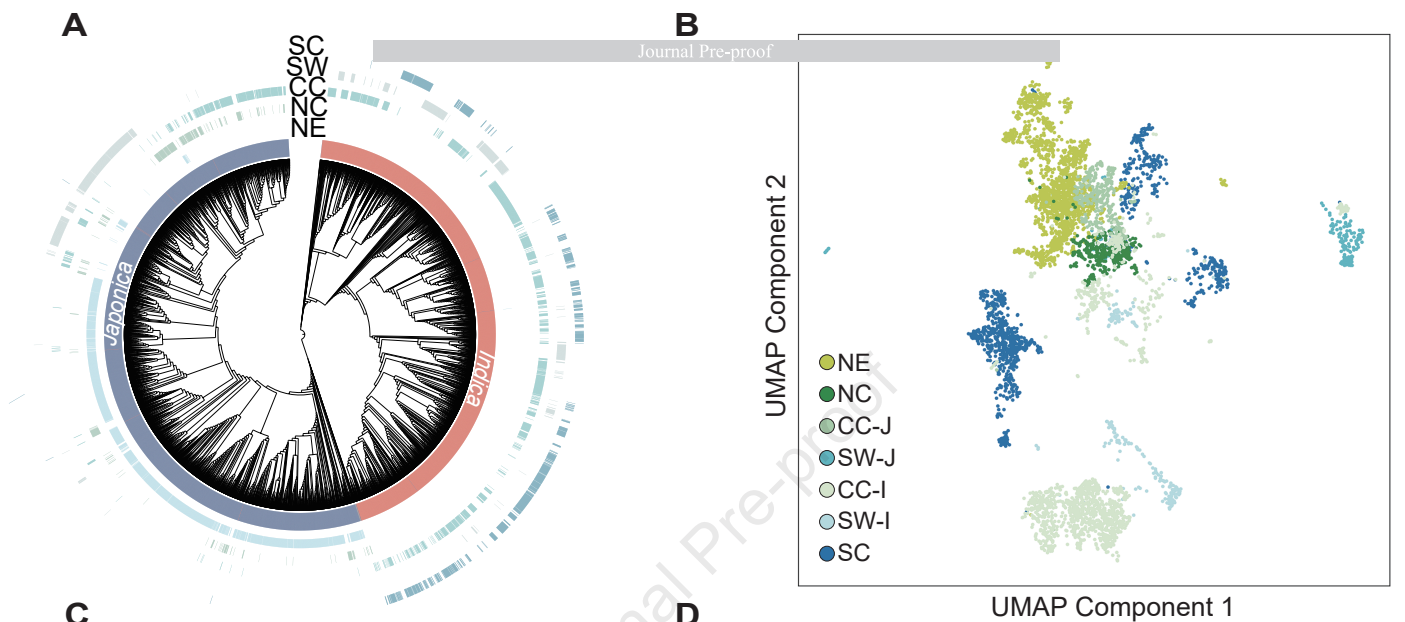 A
B
Journal Pre-proof
SC
SW
CC
NC
NE
Japonica
Indica
UMAP Component 2
NE
NC
CC-J
SW-J
CC-I
SW-I
SC
nal Pre-proof
UMAP Component 1
C
D